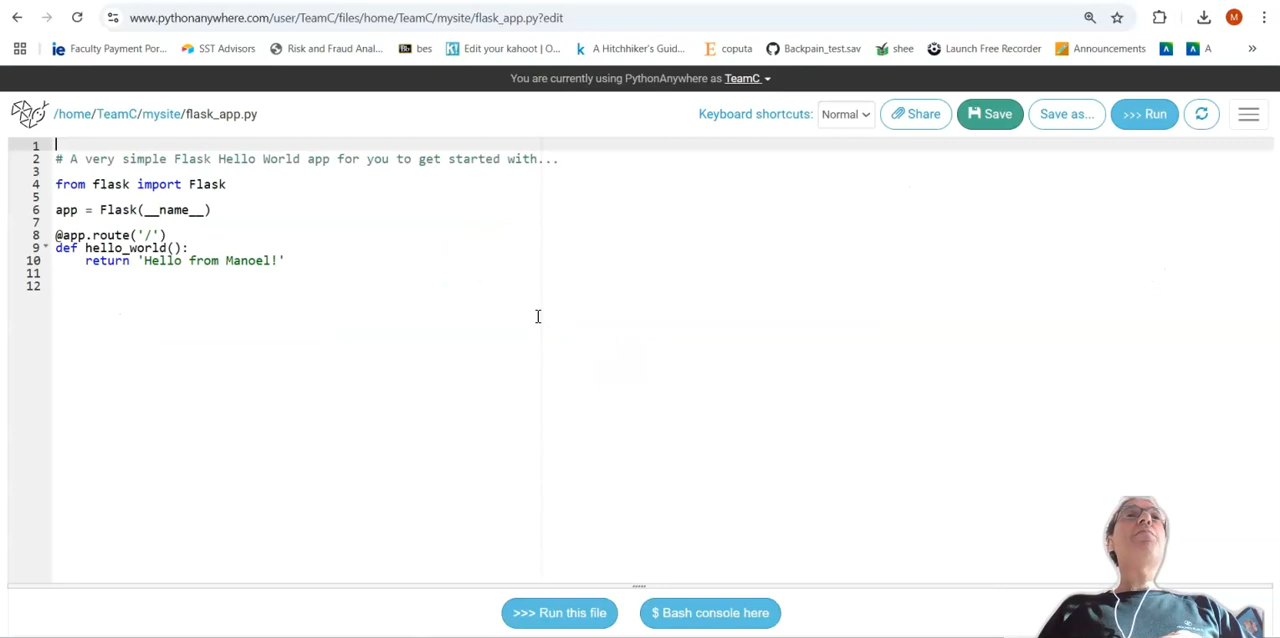 www.pythonanywhere.com/user/TeamC/files/home/TeamC/mysite/flask_app.py?edit
M
ie Faculty Payment Por... SST Advisors Risk and Fraud Anal... Bb bes K! Edit your kahoot | O... k A Hitchhiker's Guid... E coputa Backpain_test.sav shee Launch Free Recorder Announcements A A A »
You are currently using PythonAnywhere as TeamC
/home/TeamC/mysite/flask_app.py
Keyboard shortcuts: Normal Share Save Save as... >>> Run
1
2 # A very simple Flask Hello World app for you to get started with...
3
4 from flask import Flask
5
6 app = Flask(__name__)
7
8 @app.route('/')
9 def hello_world():
10 return 'Hello from Manoel!'
11
12
>>> Run this file $ Bash console here